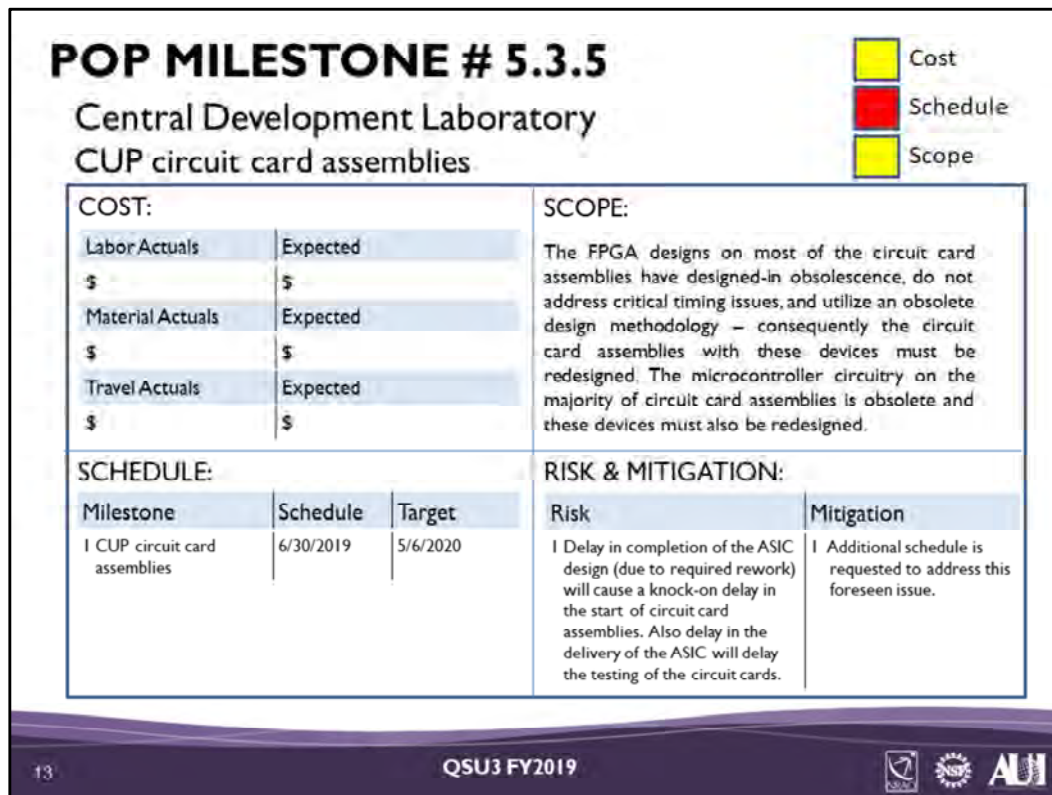 POP MILESTONE # 5.3.5
Cost
Schedule
Scope
Central Development Laboratory
CUP circuit card assemblies
COST:
Labor Actuals Expected
$ $
Material Actuals Expected
$ $
Travel Actuals Expected
$ $
SCOPE:
The FPGA designs on most of the circuit card
assemblies have designed-in obsolescence, do not
address critical timing issues, and utilize an obsolete
design methodology – consequently the circuit
card assemblies with these devices must be
redesigned. The microcontroller circuitry on the
majority of circuit card assemblies is obsolete and
these devices must also be redesigned.
SCHEDULE:
Milestone Schedule Target
1 CUP circuit card 6/30/2019 5/6/2020
assemblies
RISK & MITIGATION:
Risk Mitigation
1 Delay in completion of the ASIC 1 Additional schedule is
design (due to required rework) requested to address this
will cause a knock-on delay in foreseen issue.
the start of circuit card
assemblies. Also delay in the
delivery of the ASIC will delay
the testing of the circuit cards.
13
QSU3 FY2019
NRAO
NSF
AUI